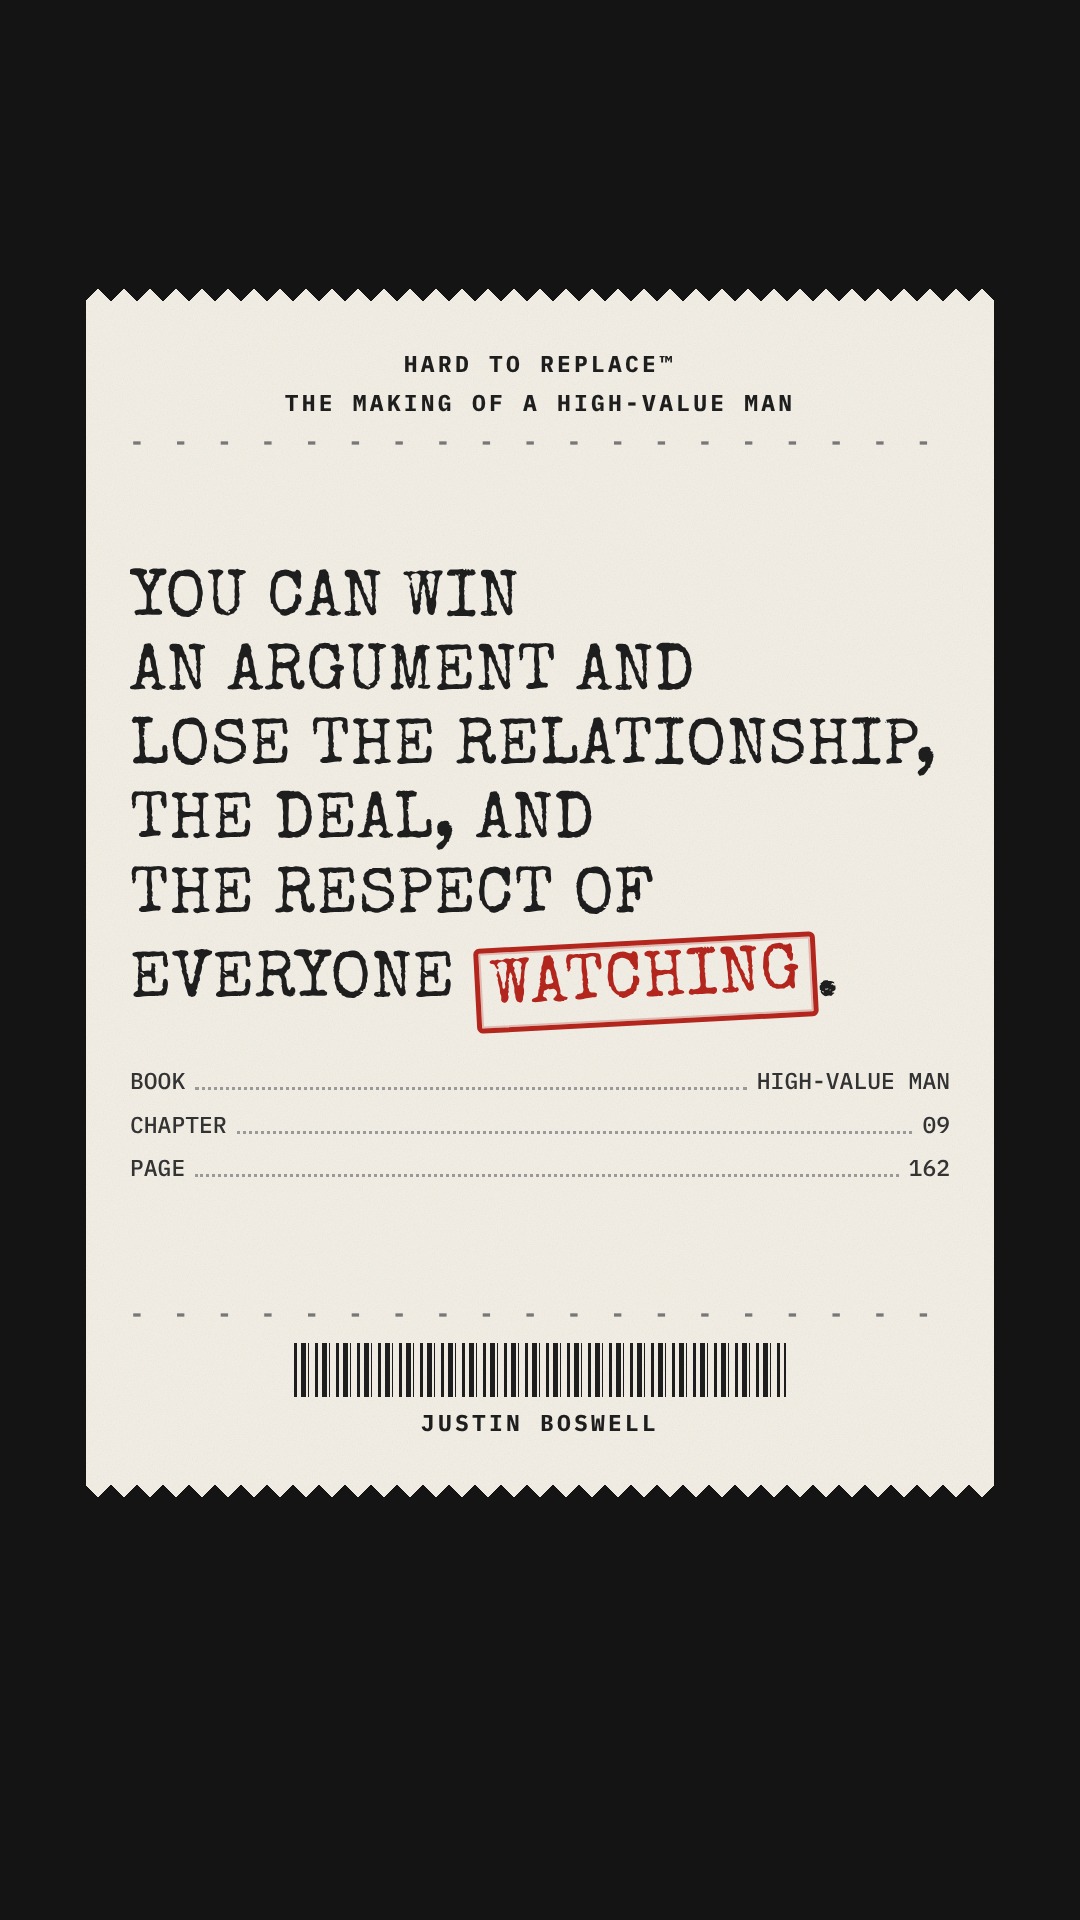 HARD TO REPLACE™
THE MAKING OF A HIGH-VALUE MAN
YOU CAN WIN
AN ARGUMENT AND
LOSE THE RELATIONSHIP,
THE DEAL, AND
THE RESPECT OF
EVERYONE WATCHING.
BOOK HIGH-VALUE MAN
CHAPTER 09
PAGE 162
JUSTIN BOSWELL